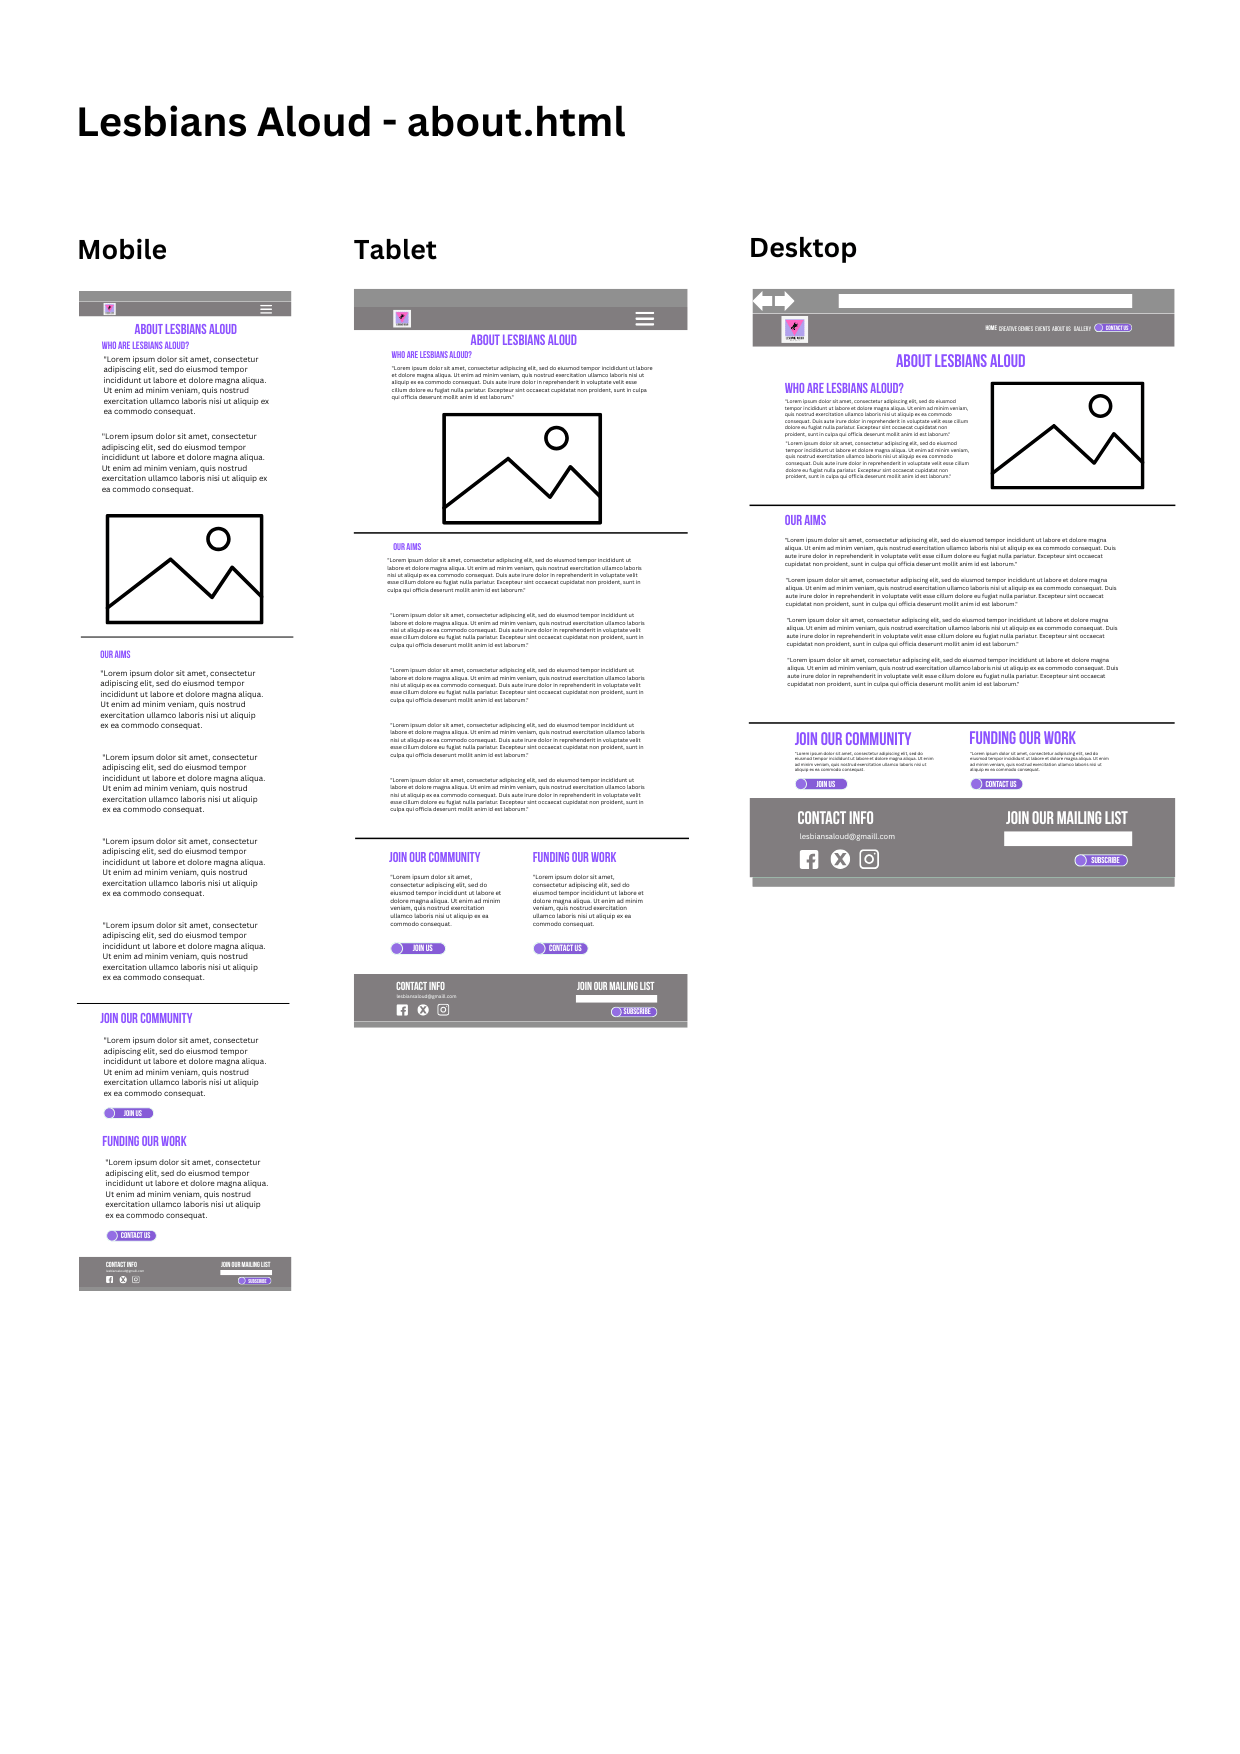 Lesbians Aloud - about.html
Mobile
ABOUT LESBIANS ALOUD
WHO ARE LESBIANS ALOUD?
"Lorem ipsum dolor sit amet, consectetur
adipiscing elit, sed do eiusmod tempor
incididunt ut labore et dolore magna aliqua.
Ut enim ad minim veniam, quis nostrud
exercitation ullamco laboris nisi ut aliquip ex
ea commodo consequat.
"Lorem ipsum dolor sit amet, consectetur
adipiscing elit, sed do eiusmod tempor
incididunt ut labore et dolore magna aliqua.
Ut enim ad minim veniam, quis nostrud
exercitation ullamco laboris nisi ut aliquip ex
ea commodo consequat.
OUR AIMS
"Lorem ipsum dolor sit amet, consectetur
adipiscing elit, sed do eiusmod tempor
incididunt ut labore et dolore magna aliqua.
Ut enim ad minim veniam, quis nostrud
exercitation ullamco laboris nisi ut aliquip
ex ea commodo consequat.
"Lorem ipsum dolor sit amet, consectetur
adipiscing elit, sed do eiusmod tempor
incididunt ut labore et dolore magna aliqua.
Ut enim ad minim veniam, quis nostrud
exercitation ullamco laboris nisi ut aliquip
ex ea commodo consequat.
"Lorem ipsum dolor sit amet, consectetur
adipiscing elit, sed do eiusmod tempor
incididunt ut labore et dolore magna aliqua.
Ut enim ad minim veniam, quis nostrud
exercitation ullamco laboris nisi ut aliquip
ex ea commodo consequat.
"Lorem ipsum dolor sit amet, consectetur
adipiscing elit, sed do eiusmod tempor
incididunt ut labore et dolore magna aliqua.
Ut enim ad minim veniam, quis nostrud
exercitation ullamco laboris nisi ut aliquip
ex ea commodo consequat.
JOIN OUR COMMUNITY
"Lorem ipsum dolor sit amet, consectetur
adipiscing elit, sed do eiusmod tempor
incididunt ut labore et dolore magna aliqua.
Ut enim ad minim veniam, quis nostrud
exercitation ullamco laboris nisi ut aliquip
ex ea commodo consequat.
JOIN US
FUNDING OUR WORK
"Lorem ipsum dolor sit amet, consectetur
adipiscing elit, sed do eiusmod tempor
incididunt ut labore et dolore magna aliqua.
Ut enim ad minim veniam, quis nostrud
exercitation ullamco laboris nisi ut aliquip
ex ea commodo consequat.
CONTACT US
CONTACT INFO
JOIN OUR MAILING LIST
SUBSCRIBE
Tablet
ABOUT LESBIANS ALOUD
WHO ARE LESBIANS ALOUD?
"Lorem ipsum dolor sit amet, consectetur adipiscing elit, sed do eiusmod tempor incididunt ut labore
et dolore magna aliqua. Ut enim ad minim veniam, quis nostrud exercitation ullamco laboris nisi ut
aliquip ex ea commodo consequat. Duis aute irure dolor in reprehenderit in voluptate velit esse
cillum dolore eu fugiat nulla pariatur. Excepteur sint occaecat cupidatat non proident, sunt in culpa
qui officia deserunt mollit anim id est laborum."
OUR AIMS
"Lorem ipsum dolor sit amet, consectetur adipiscing elit, sed do eiusmod tempor incididunt ut
labore et dolore magna aliqua. Ut enim ad minim veniam, quis nostrud exercitation ullamco laboris
nisi ut aliquip ex ea commodo consequat. Duis aute irure dolor in reprehenderit in voluptate velit
esse cillum dolore eu fugiat nulla pariatur. Excepteur sint occaecat cupidatat non proident, sunt in
culpa qui officia deserunt mollit anim id est laborum."
"Lorem ipsum dolor sit amet, consectetur adipiscing elit, sed do eiusmod tempor incididunt ut
labore et dolore magna aliqua. Ut enim ad minim veniam, quis nostrud exercitation ullamco laboris
nisi ut aliquip ex ea commodo consequat. Duis aute irure dolor in reprehenderit in voluptate velit
esse cillum dolore eu fugiat nulla pariatur. Excepteur sint occaecat cupidatat non proident, sunt in
culpa qui officia deserunt mollit anim id est laborum."
"Lorem ipsum dolor sit amet, consectetur adipiscing elit, sed do eiusmod tempor incididunt ut
labore et dolore magna aliqua. Ut enim ad minim veniam, quis nostrud exercitation ullamco laboris
nisi ut aliquip ex ea commodo consequat. Duis aute irure dolor in reprehenderit in voluptate velit
esse cillum dolore eu fugiat nulla pariatur. Excepteur sint occaecat cupidatat non proident, sunt in
culpa qui officia deserunt mollit anim id est laborum."
"Lorem ipsum dolor sit amet, consectetur adipiscing elit, sed do eiusmod tempor incididunt ut
labore et dolore magna aliqua. Ut enim ad minim veniam, quis nostrud exercitation ullamco laboris
nisi ut aliquip ex ea commodo consequat. Duis aute irure dolor in reprehenderit in voluptate velit
esse cillum dolore eu fugiat nulla pariatur. Excepteur sint occaecat cupidatat non proident, sunt in
culpa qui officia deserunt mollit anim id est laborum."
"Lorem ipsum dolor sit amet, consectetur adipiscing elit, sed do eiusmod tempor incididunt ut
labore et dolore magna aliqua. Ut enim ad minim veniam, quis nostrud exercitation ullamco laboris
nisi ut aliquip ex ea commodo consequat. Duis aute irure dolor in reprehenderit in voluptate velit
esse cillum dolore eu fugiat nulla pariatur. Excepteur sint occaecat cupidatat non proident, sunt in
culpa qui officia deserunt mollit anim id est laborum."
JOIN OUR COMMUNITY
"Lorem ipsum dolor sit amet,
consectetur adipiscing elit, sed do
eiusmod tempor incididunt ut labore et
dolore magna aliqua. Ut enim ad minim
veniam, quis nostrud exercitation
ullamco laboris nisi ut aliquip ex ea
commodo consequat.
JOIN US
FUNDING OUR WORK
"Lorem ipsum dolor sit amet,
consectetur adipiscing elit, sed do
eiusmod tempor incididunt ut labore et
dolore magna aliqua. Ut enim ad minim
veniam, quis nostrud exercitation
ullamco laboris nisi ut aliquip ex ea
commodo consequat.
CONTACT US
CONTACT INFO
lesbiansaloud@gmaill.com
JOIN OUR MAILING LIST
SUBSCRIBE
Desktop
HOME CREATIVE GENRES EVENTS ABOUT US GALLERY CONTACT US
ABOUT LESBIANS ALOUD
WHO ARE LESBIANS ALOUD?
"Lorem ipsum dolor sit amet, consectetur adipiscing elit, sed do eiusmod
tempor incididunt ut labore et dolore magna aliqua. Ut enim ad minim veniam,
quis nostrud exercitation ullamco laboris nisi ut aliquip ex ea commodo
consequat. Duis aute irure dolor in reprehenderit in voluptate velit esse cillum
dolore eu fugiat nulla pariatur. Excepteur sint occaecat cupidatat non
proident, sunt in culpa qui officia deserunt mollit anim id est laborum."
"Lorem ipsum dolor sit amet, consectetur adipiscing elit, sed do eiusmod
tempor incididunt ut labore et dolore magna aliqua. Ut enim ad minim veniam,
quis nostrud exercitation ullamco laboris nisi ut aliquip ex ea commodo
consequat. Duis aute irure dolor in reprehenderit in voluptate velit esse cillum
dolore eu fugiat nulla pariatur. Excepteur sint occaecat cupidatat non
proident, sunt in culpa qui officia deserunt mollit anim id est laborum."
OUR AIMS
"Lorem ipsum dolor sit amet, consectetur adipiscing elit, sed do eiusmod tempor incididunt ut labore et dolore magna
aliqua. Ut enim ad minim veniam, quis nostrud exercitation ullamco laboris nisi ut aliquip ex ea commodo consequat. Duis
aute irure dolor in reprehenderit in voluptate velit esse cillum dolore eu fugiat nulla pariatur. Excepteur sint occaecat
cupidatat non proident, sunt in culpa qui officia deserunt mollit anim id est laborum."
"Lorem ipsum dolor sit amet, consectetur adipiscing elit, sed do eiusmod tempor incididunt ut labore et dolore magna
aliqua. Ut enim ad minim veniam, quis nostrud exercitation ullamco laboris nisi ut aliquip ex ea commodo consequat. Duis
aute irure dolor in reprehenderit in voluptate velit esse cillum dolore eu fugiat nulla pariatur. Excepteur sint occaecat
cupidatat non proident, sunt in culpa qui officia deserunt mollit anim id est laborum."
"Lorem ipsum dolor sit amet, consectetur adipiscing elit, sed do eiusmod tempor incididunt ut labore et dolore magna
aliqua. Ut enim ad minim veniam, quis nostrud exercitation ullamco laboris nisi ut aliquip ex ea commodo consequat. Duis
aute irure dolor in reprehenderit in voluptate velit esse cillum dolore eu fugiat nulla pariatur. Excepteur sint occaecat
cupidatat non proident, sunt in culpa qui officia deserunt mollit anim id est laborum."
"Lorem ipsum dolor sit amet, consectetur adipiscing elit, sed do eiusmod tempor incididunt ut labore et dolore magna
aliqua. Ut enim ad minim veniam, quis nostrud exercitation ullamco laboris nisi ut aliquip ex ea commodo consequat. Duis
aute irure dolor in reprehenderit in voluptate velit esse cillum dolore eu fugiat nulla pariatur. Excepteur sint occaecat
cupidatat non proident, sunt in culpa qui officia deserunt mollit anim id est laborum."
JOIN OUR COMMUNITY
"Lorem ipsum dolor sit amet, consectetur adipiscing elit, sed do
eiusmod tempor incididunt ut labore et dolore magna aliqua. Ut enim
ad minim veniam, quis nostrud exercitation ullamco laboris nisi ut
aliquip ex ea commodo consequat.
JOIN US
FUNDING OUR WORK
"Lorem ipsum dolor sit amet, consectetur adipiscing elit, sed do
eiusmod tempor incididunt ut labore et dolore magna aliqua. Ut enim
ad minim veniam, quis nostrud exercitation ullamco laboris nisi ut
aliquip ex ea commodo consequat.
CONTACT US
CONTACT INFO
lesbiansaloud@gmaill.com
JOIN OUR MAILING LIST
SUBSCRIBE